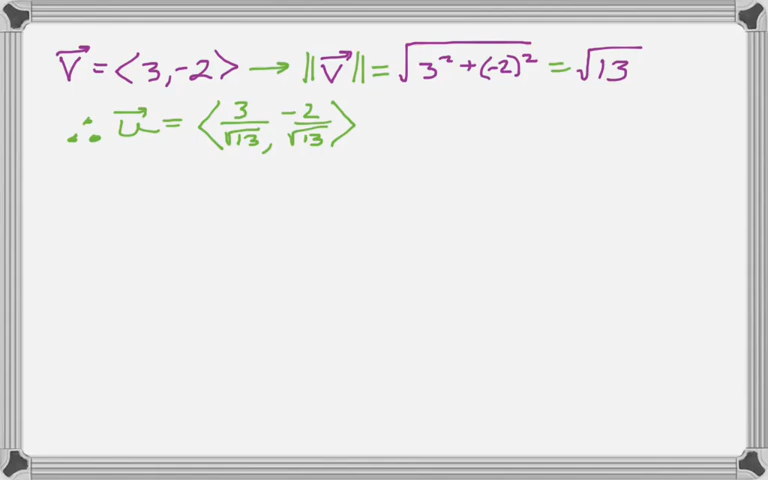 v⃗ = ⟨3, -2⟩ → ‖v⃗‖ = √(3² + (-2)²) = √13
∴ u⃗ = ⟨3/√13, -2/√13⟩